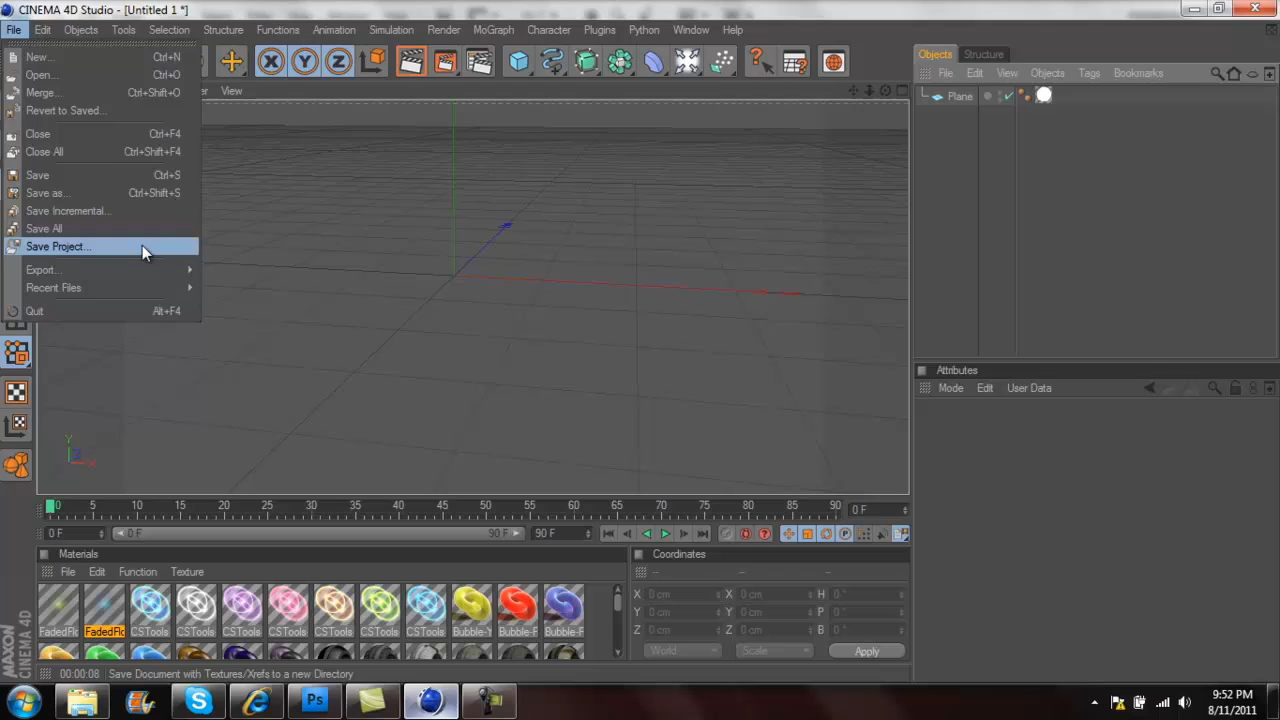 CINEMA 4D Studio - [Untitled 1 *]
File Edit Objects Tools Selection Structure Functions Animation Simulation Render MoGraph Character Plugins Python Window Help
New... Ctrl+N
Open... Ctrl+O
Merge... Ctrl+Shift+O
Revert to Saved...
Close Ctrl+F4
Close All Ctrl+Shift+F4
Save Ctrl+S
Save as... Ctrl+Shift+S
Save Incremental...
Save All
Save Project...
Export...
Recent Files
Quit Alt+F4
X Y Z
View
Objects Structure
File Edit View Objects Tags Bookmarks
Plane
Attributes
Mode Edit User Data
Y
X
0 5 10 15 20 25 30 35 40 45 50 55 60 65 70 75 80 85 90 0 F
0 F 0 F 90 F 90 F
Materials
File Edit Function Texture
FadedFlo FadedFlo CSTools CSTools CSTools CSTools CSTools CSTools CSTools Bubble-Y Bubble-F Bubble-F
Coordinates
-- -- --
X 0 cm X 0 cm H 0 °
Y 0 cm Y 0 cm P 0 °
Z 0 cm Z 0 cm B 0 °
World Scale Apply
MAXON CINEMA 4D
00:00:08 Save Document with Textures/Xrefs to a new Directory
9:52 PM
8/11/2011